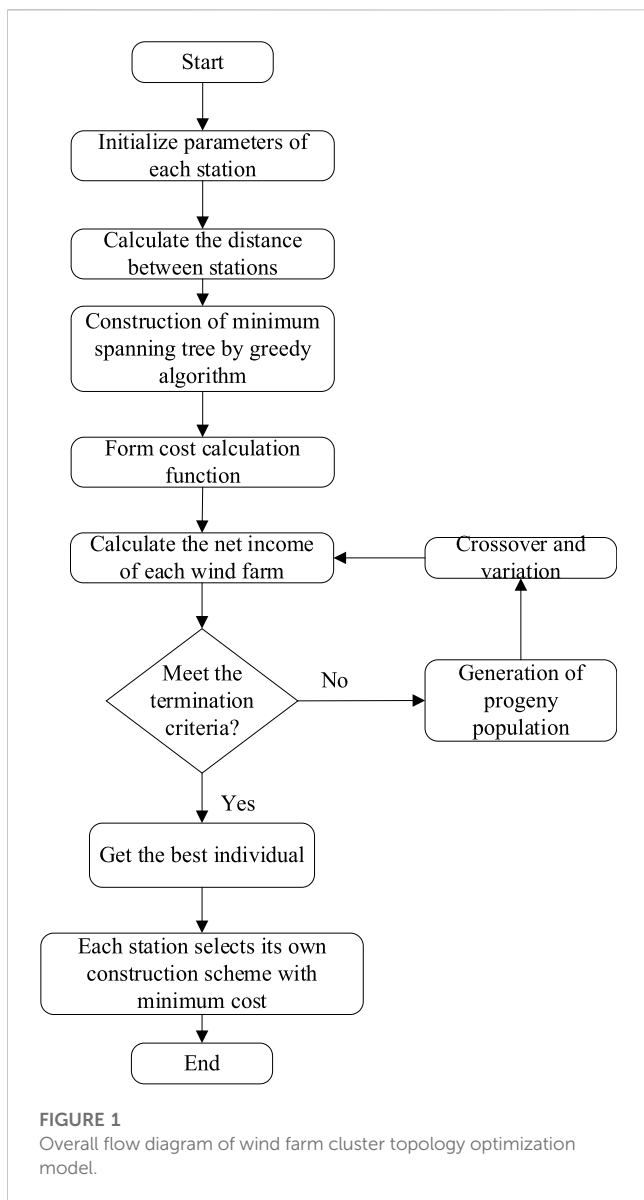 Start
Initialize parameters of
each station
Calculate the distance
between stations
Construction of minimum
spanning tree by greedy
algorithm
Form cost calculation
function
Calculate the net income
of each wind farm
Crossover and
variation
Meet the
termination
criteria?
No
Generation of
progeny
population
Yes
Get the best individual
Each station selects its own
construction scheme with
minimum cost
End
FIGURE 1
Overall flow diagram of wind farm cluster topology optimization
model.